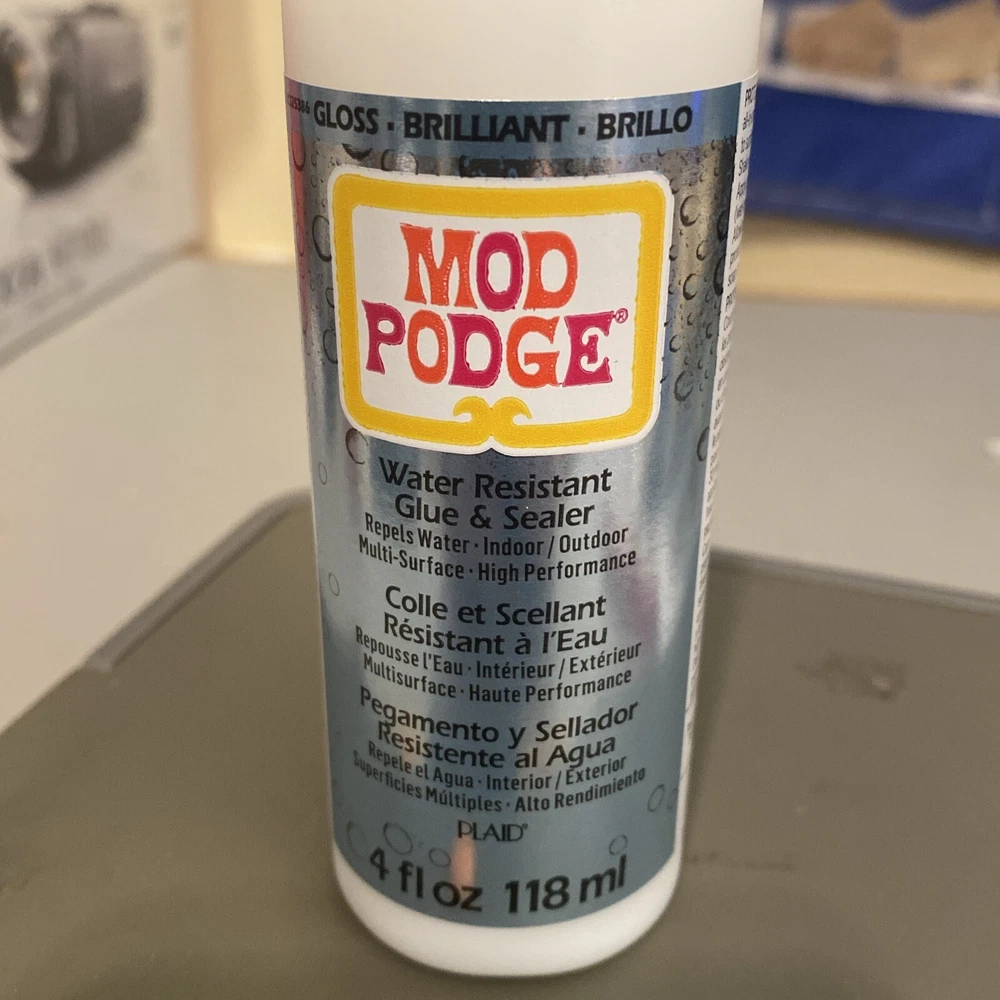 GLOSS · BRILLIANT · BRILLO
MOD
PODGE®
Water Resistant
Glue & Sealer
Repels Water · Indoor / Outdoor
Multi-Surface · High Performance
Colle et Scellant
Résistant à l'Eau
Repousse l'Eau · Intérieur / Extérieur
Multisurface · Haute Performance
Pegamento y Sellador
Resistente al Agua
Repele el Agua · Interior / Exterior
Superficies Múltiples · Alto Rendimiento
PLAID®
4 fl oz 118 ml